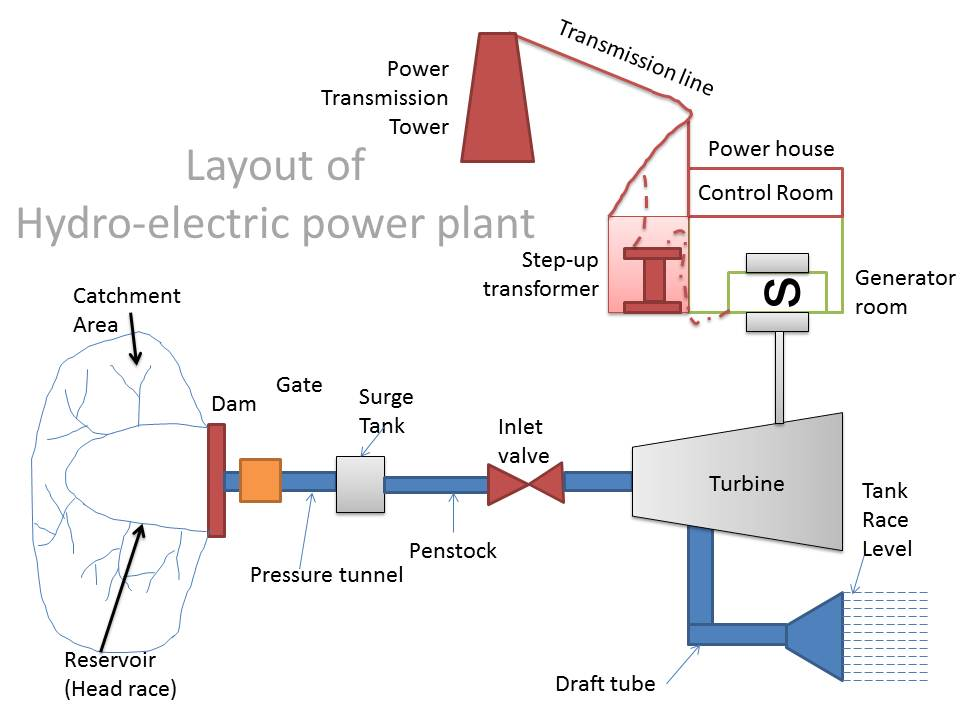 Transmission line
Power
Transmission
Tower
Layout of
Hydro-electric power plant
Power house
Control Room
Step-up
transformer
S
Generator
room
Catchment
Area
Dam
Gate
Surge
Tank
Inlet
valve
Turbine
Tank
Race
Level
Penstock
Pressure tunnel
Reservoir
(Head race)
Draft tube